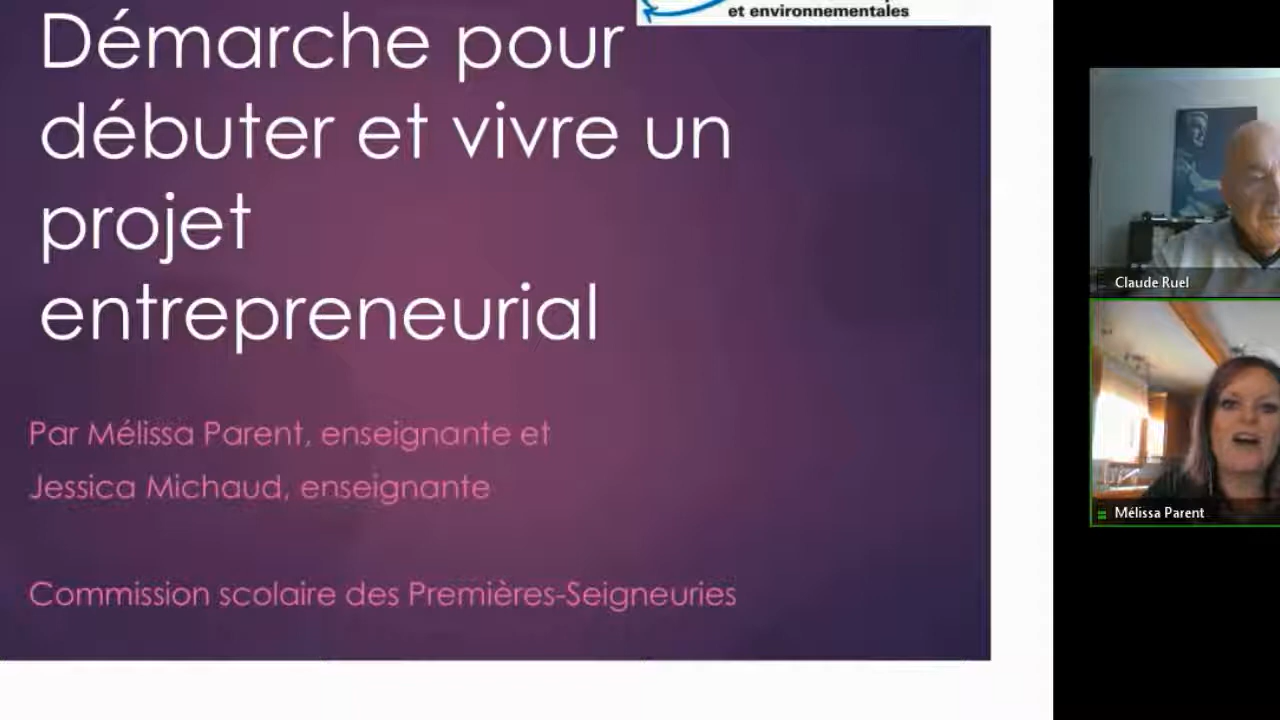 et environnementales
Démarche pour
débuter et vivre un
projet
entrepreneurial
Par Mélissa Parent, enseignante et
Jessica Michaud, enseignante
Commission scolaire des Premières-Seigneuries
Claude Ruel
Mélissa Parent